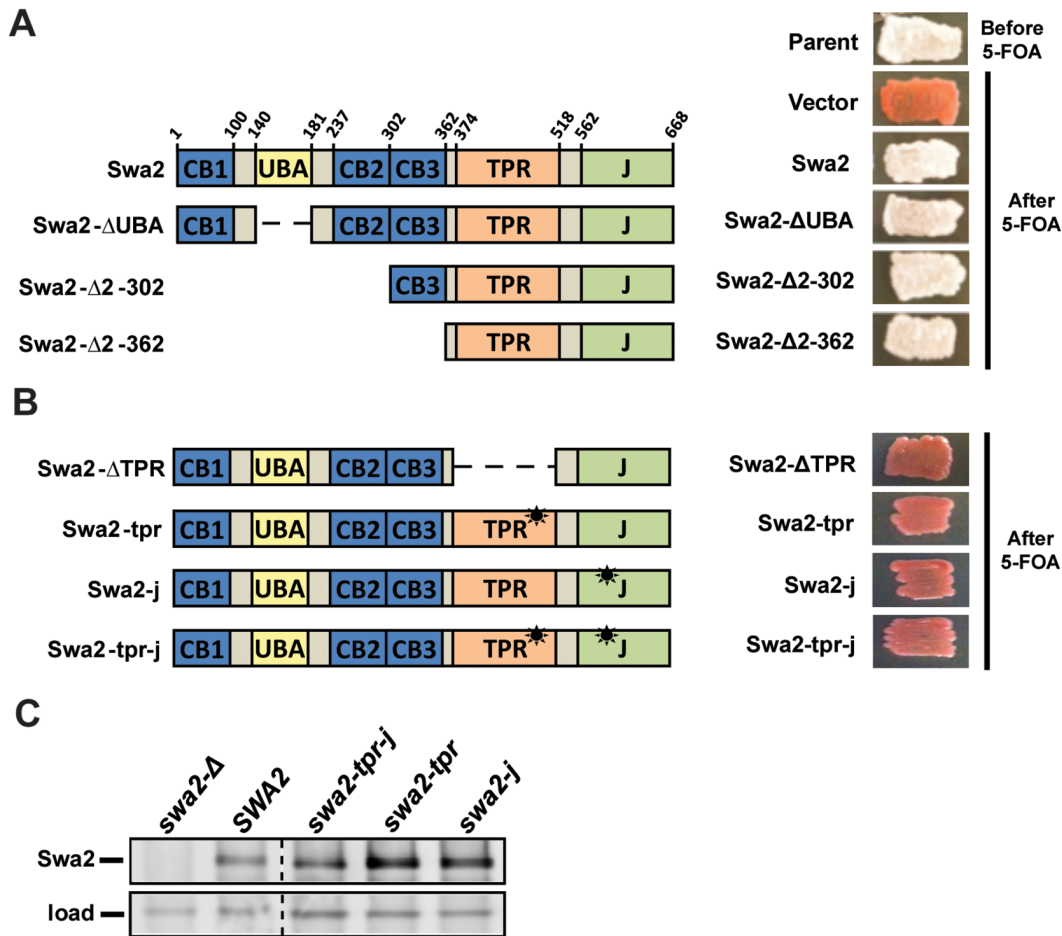 A
Parent
Before
5-FOA
Vector
1 100 140 181 237 302 362 374 518 562 668
Swa2 CB1 UBA CB2 CB3 TPR J
Swa2
Swa2-ΔUBA CB1 CB2 CB3 TPR J
Swa2-ΔUBA
After
5-FOA
Swa2-Δ2-302 CB3 TPR J
Swa2-Δ2-302
Swa2-Δ2-362 TPR J
Swa2-Δ2-362
B
Swa2-ΔTPR CB1 UBA CB2 CB3 J
Swa2-ΔTPR
Swa2-tpr CB1 UBA CB2 CB3 TPR J
Swa2-tpr
After
5-FOA
Swa2-j CB1 UBA CB2 CB3 TPR J
Swa2-j
Swa2-tpr-j CB1 UBA CB2 CB3 TPR J
Swa2-tpr-j
C
swa2-Δ SWA2 swa2-tpr-j swa2-tpr swa2-j
Swa2
load